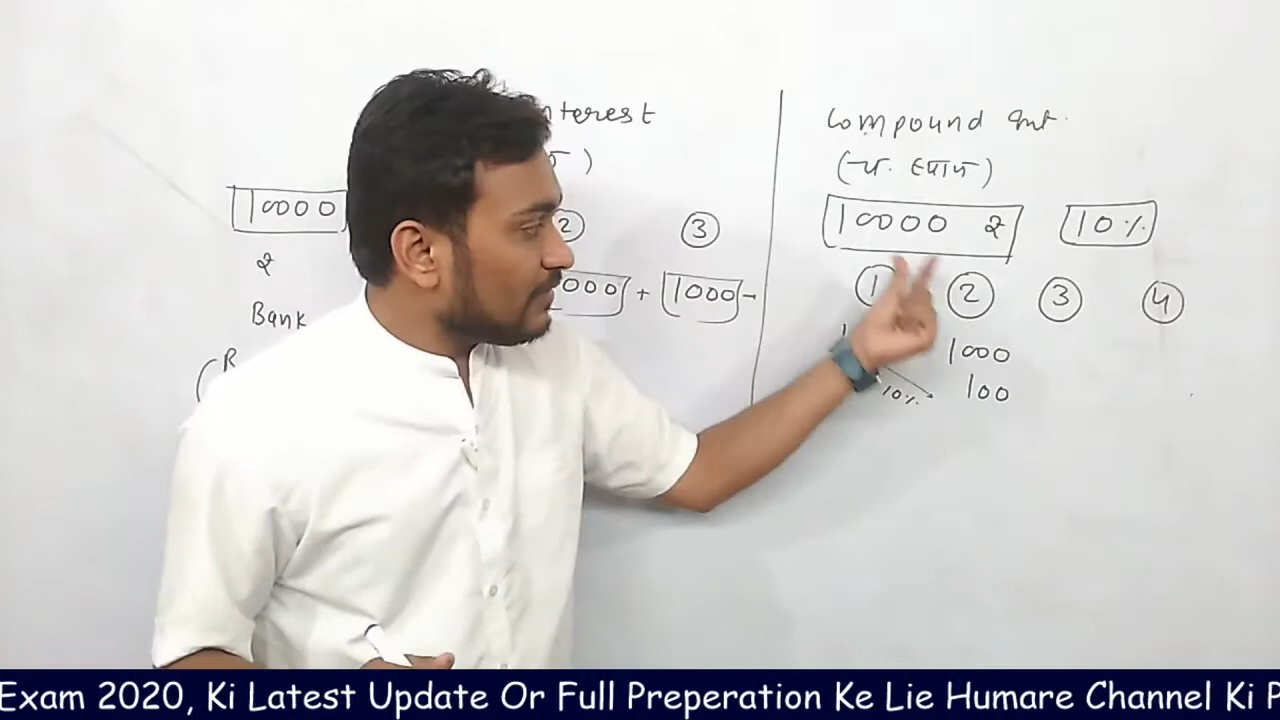 Interest
10000
₹
2
3
000 + 1000 -
Bank
(R
Compound Int.
(च. ब्याज)
10000 ₹ 10%
1 2 3 4
1000
10% 100
Exam 2020, Ki Latest Update Or Full Preperation Ke Lie Humare Channel Ki P